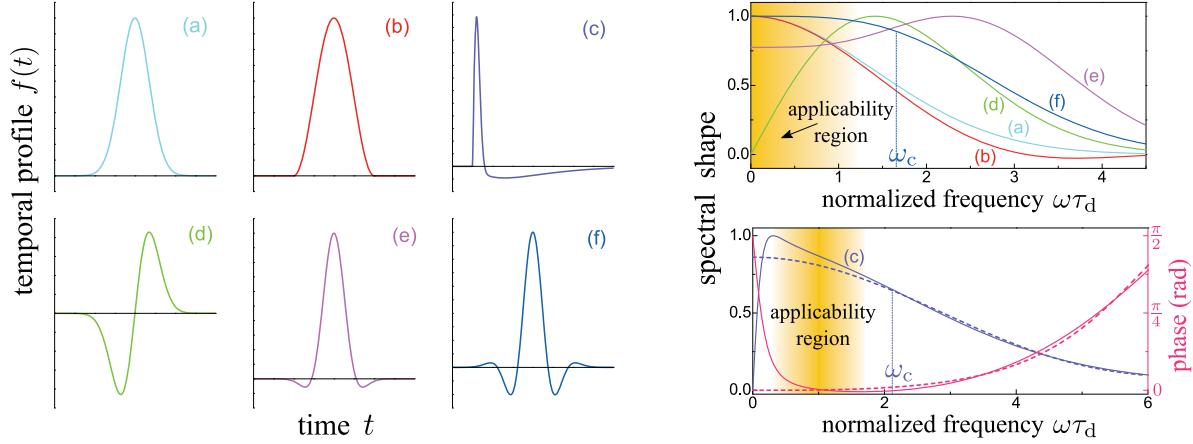 temporal profile f(t)
(a)
(b)
(c)
(d)
(e)
(f)
time t
spectral shape
1.0
0.5
0.0
applicability
region
ω_c
(a)
(b)
(d)
(e)
(f)
0 1 2 3 4
normalized frequency ωτ_d
1.0
0.5
0.0
(c)
applicability
region
ω_c
π/2
π/4
0
phase (rad)
0 2 4 6
normalized frequency ωτ_d